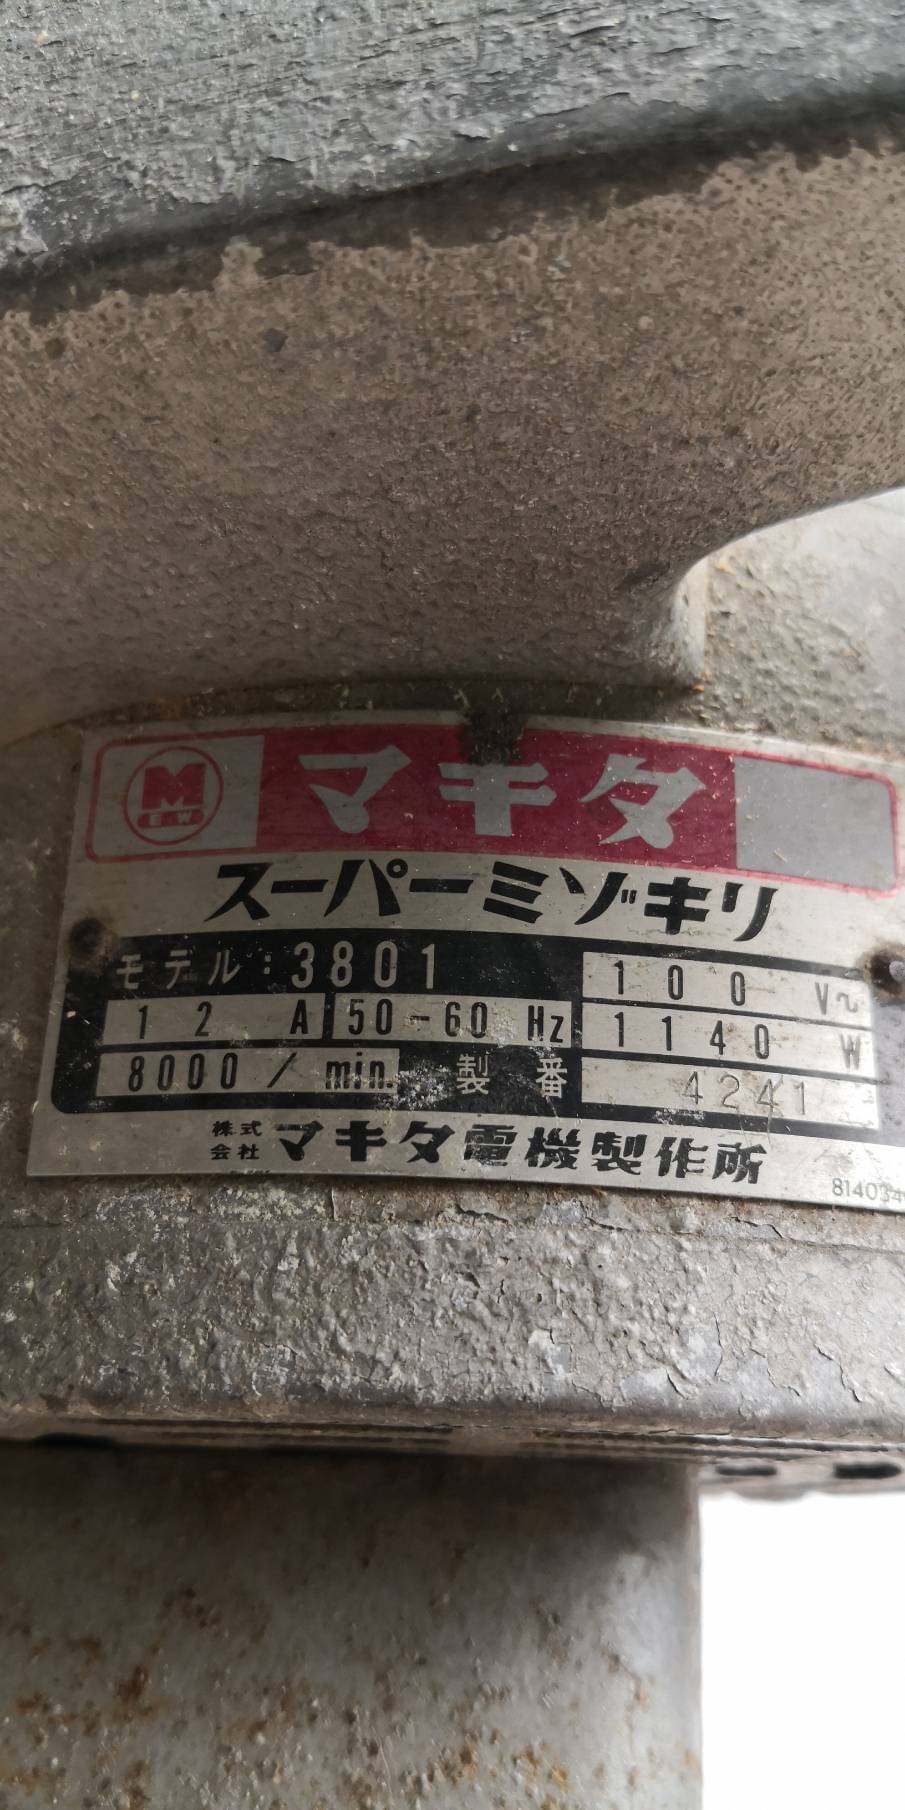 M
E W
マキタ
スーパーミゾキリ
モデル:3801
100 V~
12 A 50-60 Hz
1140 W
8000/min. 製番 4241
株式会社 マキタ電機製作所